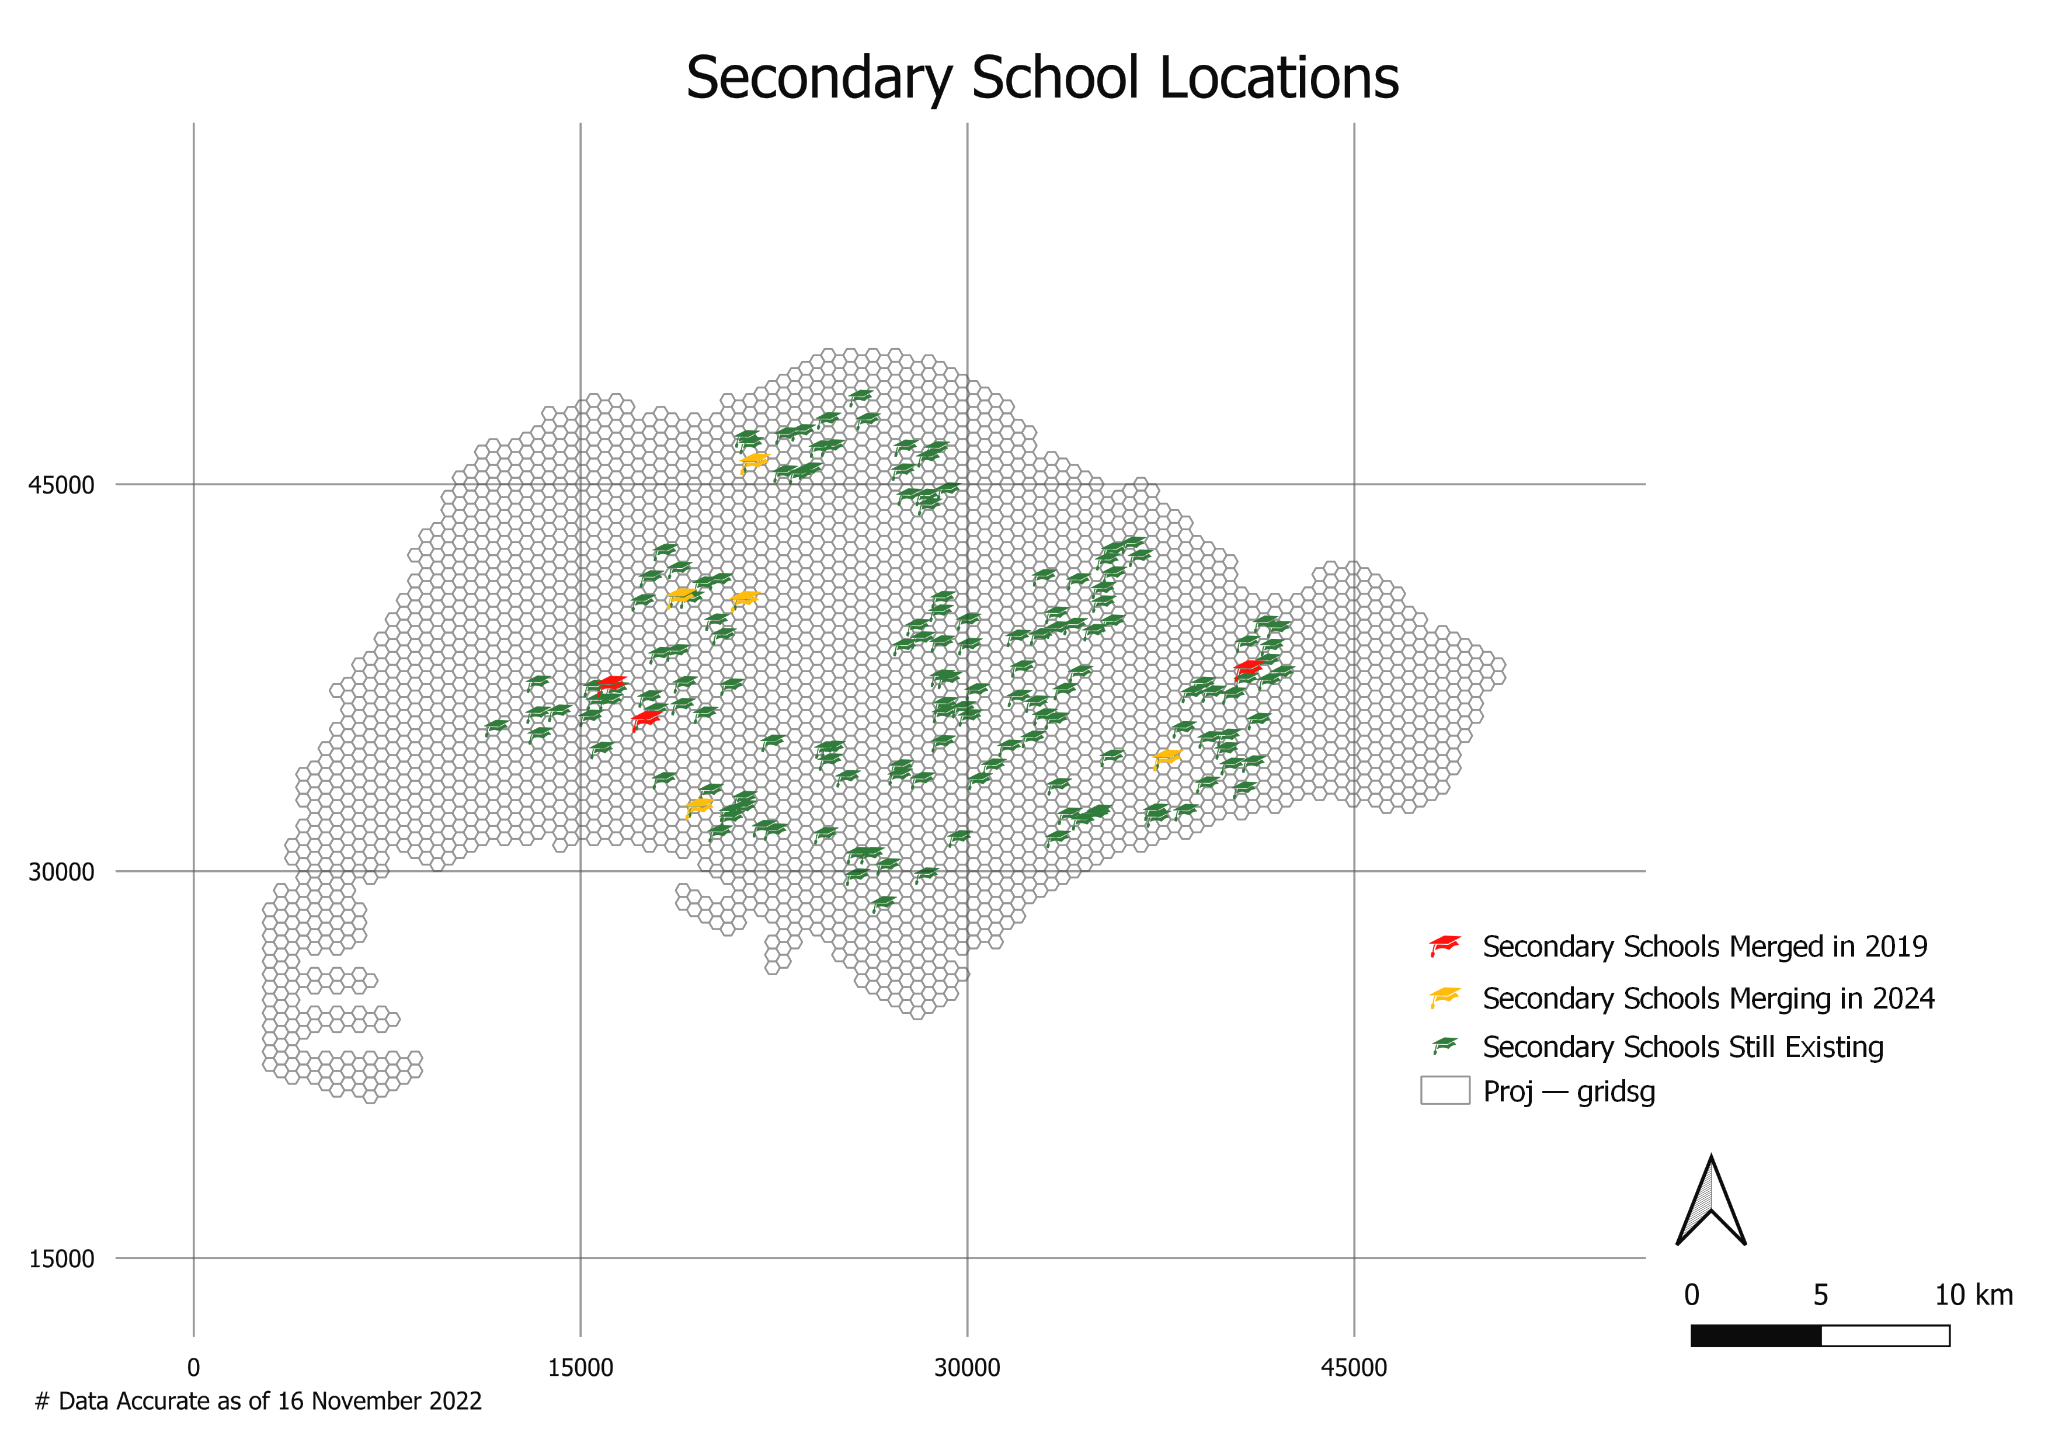 Secondary School Locations
45000
30000
Secondary Schools Merged in 2019
Secondary Schools Merging in 2024
Secondary Schools Still Existing
Proj — gridsg
15000
0 5 10 km
0 15000 30000 45000
# Data Accurate as of 16 November 2022